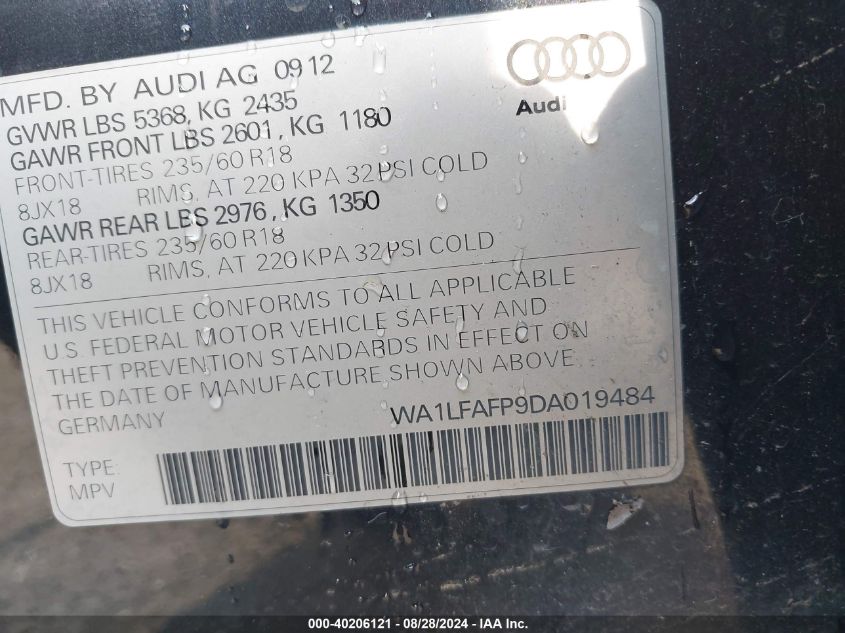 MFD. BY AUDI AG 0912
GVWR LBS 5368, KG 2435
GAWR FRONT LBS 2601, KG 1180
FRONT-TIRES 235/60 R18
8JX18 RIMS, AT 220 KPA 32 PSI COLD
GAWR REAR LBS 2976, KG 1350
REAR-TIRES 235/60 R18
8JX18 RIMS, AT 220 KPA 32 PSI COLD
Audi
THIS VEHICLE CONFORMS TO ALL APPLICABLE
U.S. FEDERAL MOTOR VEHICLE SAFETY AND
THEFT PREVENTION STANDARDS IN EFFECT ON
THE DATE OF MANUFACTURE SHOWN ABOVE.
GERMANY WA1LFAFP9DA019484
TYPE:
MPV
000-40206121 - 08/28/2024 - IAA Inc.